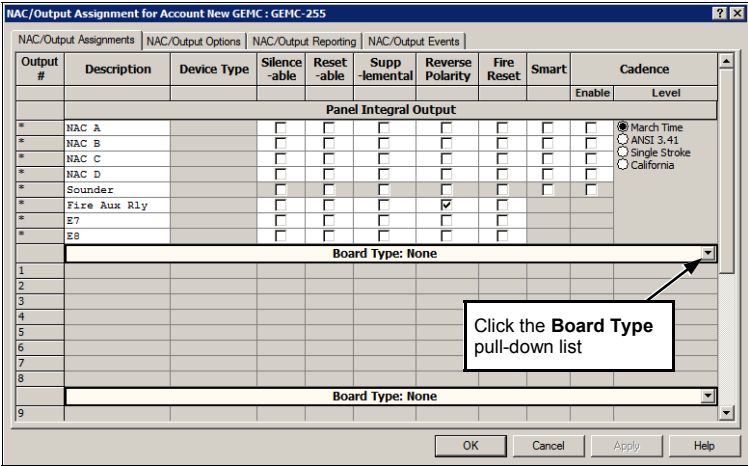 NAC/Output Assignment for Account New GEMC : GEMC-255
NAC/Output Assignments NAC/Output Options NAC/Output Reporting NAC/Output Events
Output # Description Device Type Silence -able Reset -able Supp -lemental Reverse Polarity Fire Reset Smart Cadence
Enable Level
Panel Integral Output
* NAC A March Time
* NAC B ANSI 3.41
* NAC C Single Stroke
* NAC D California
* Sounder
* Fire Aux Rly
* E7
* E8
Board Type: None
1
2
3
4
5
6
7
8
Click the Board Type
pull-down list
Board Type: None
9
OK Cancel Apply Help